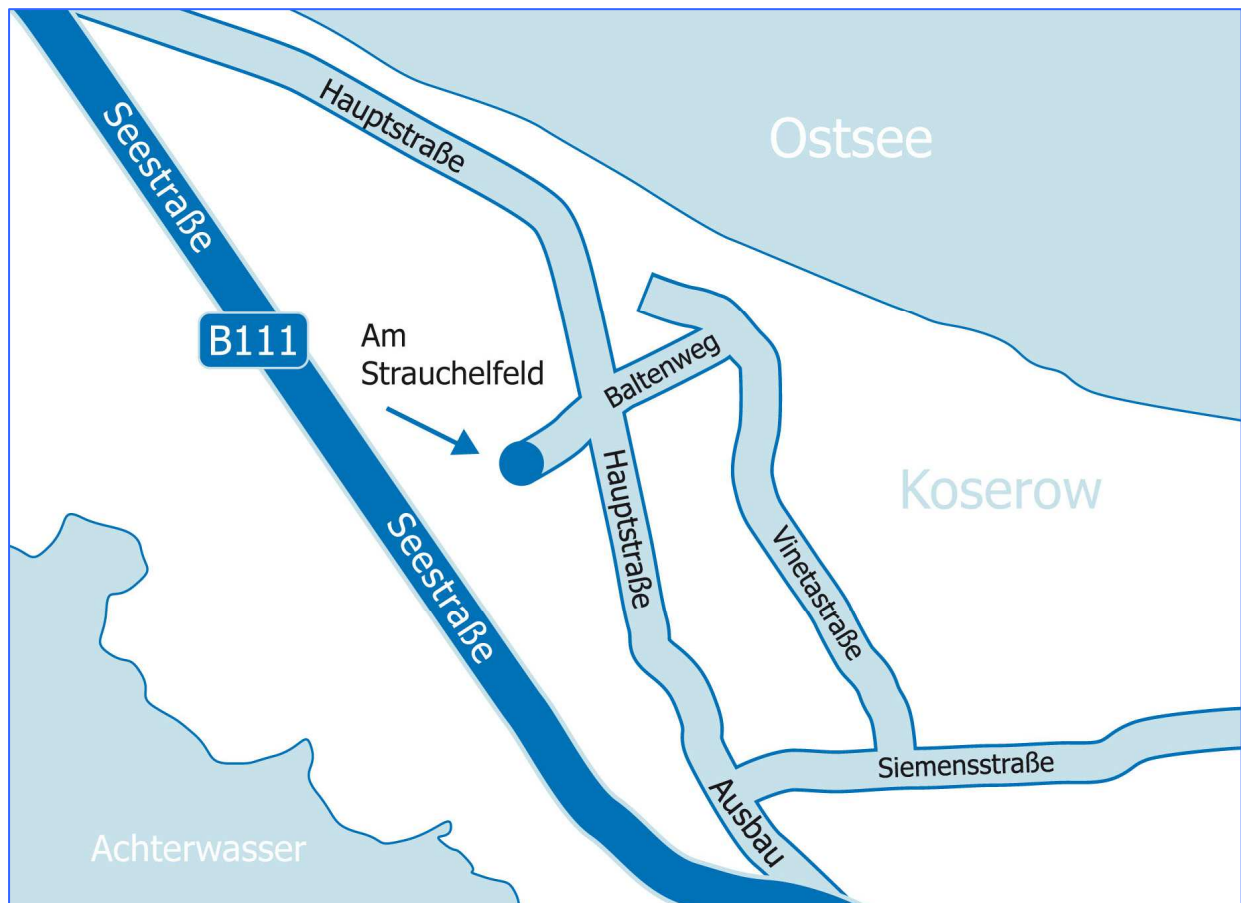 Hauptstraße
Ostsee
Seestraße
B111
Am
Strauchelfeld
Baltenweg
Koserow
Hauptstraße
Seestraße
Vinetastraße
Siemensstraße
Ausbau
Achterwasser